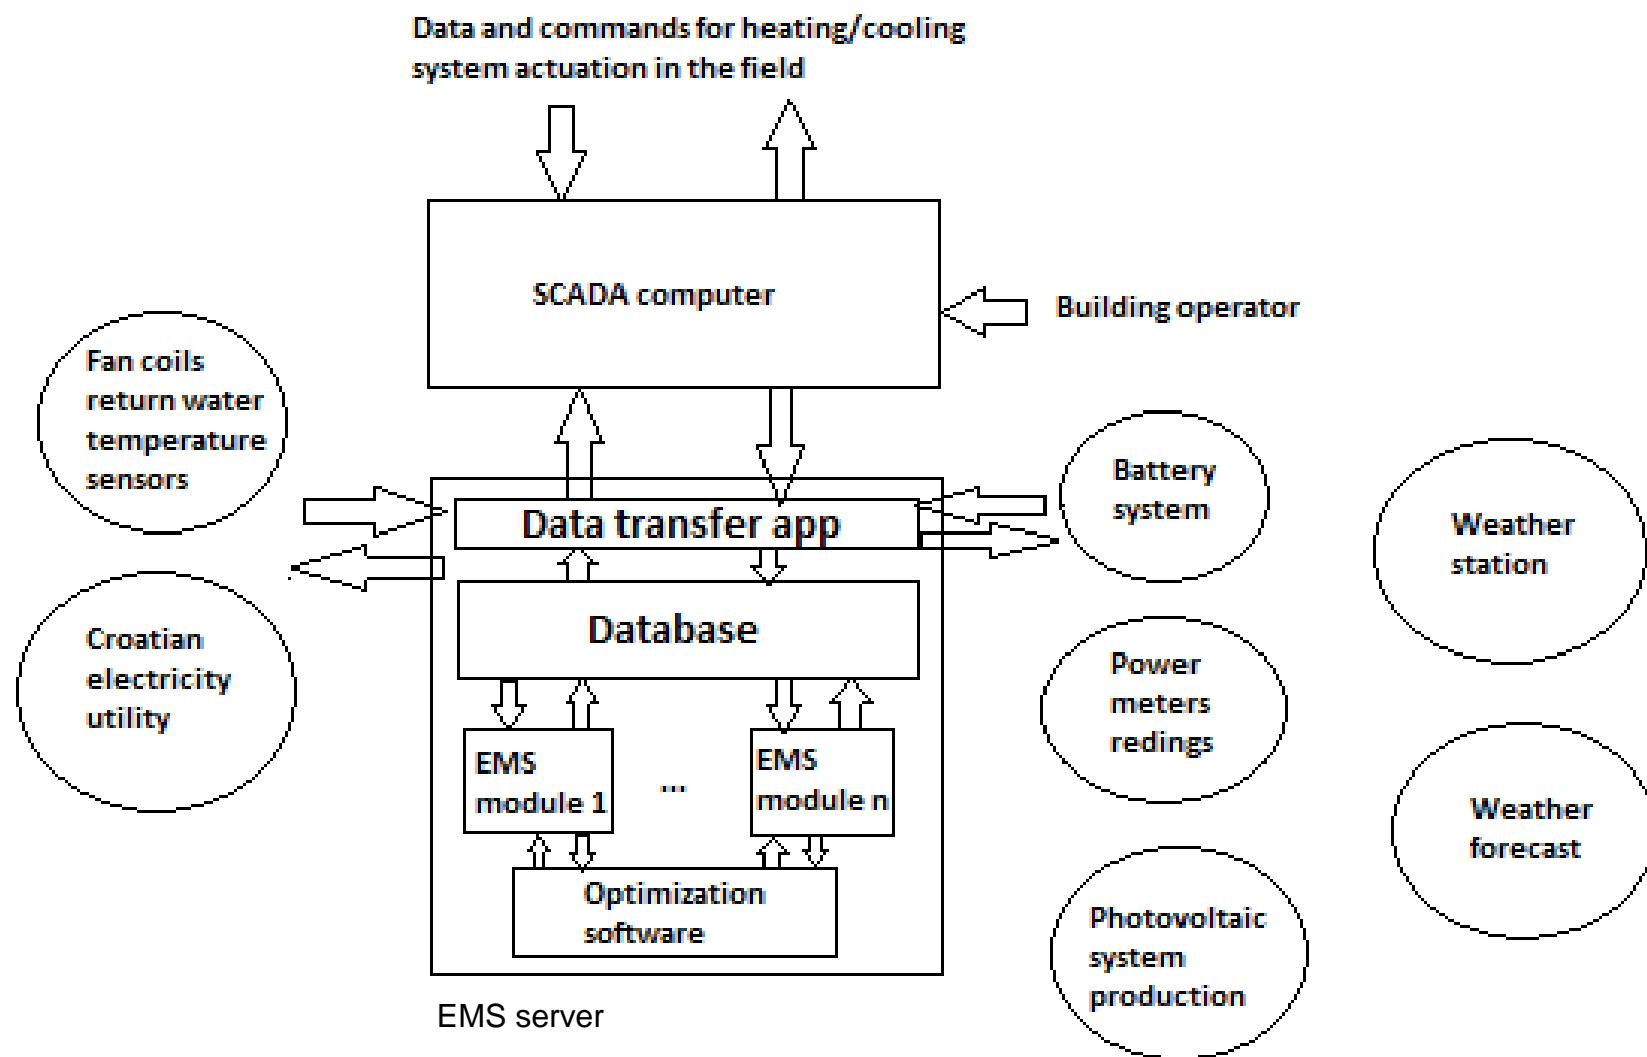 Data and commands for heating/cooling
system actuation in the field
SCADA computer
Building operator
Fan coils
return water
temperature
sensors
Battery
system
Weather
station
Data transfer app
Database
Croatian
electricity
utility
Power
meters
redings
EMS
module 1
...
EMS
module n
Weather
forecast
Optimization
software
Photovoltaic
system
production
EMS server